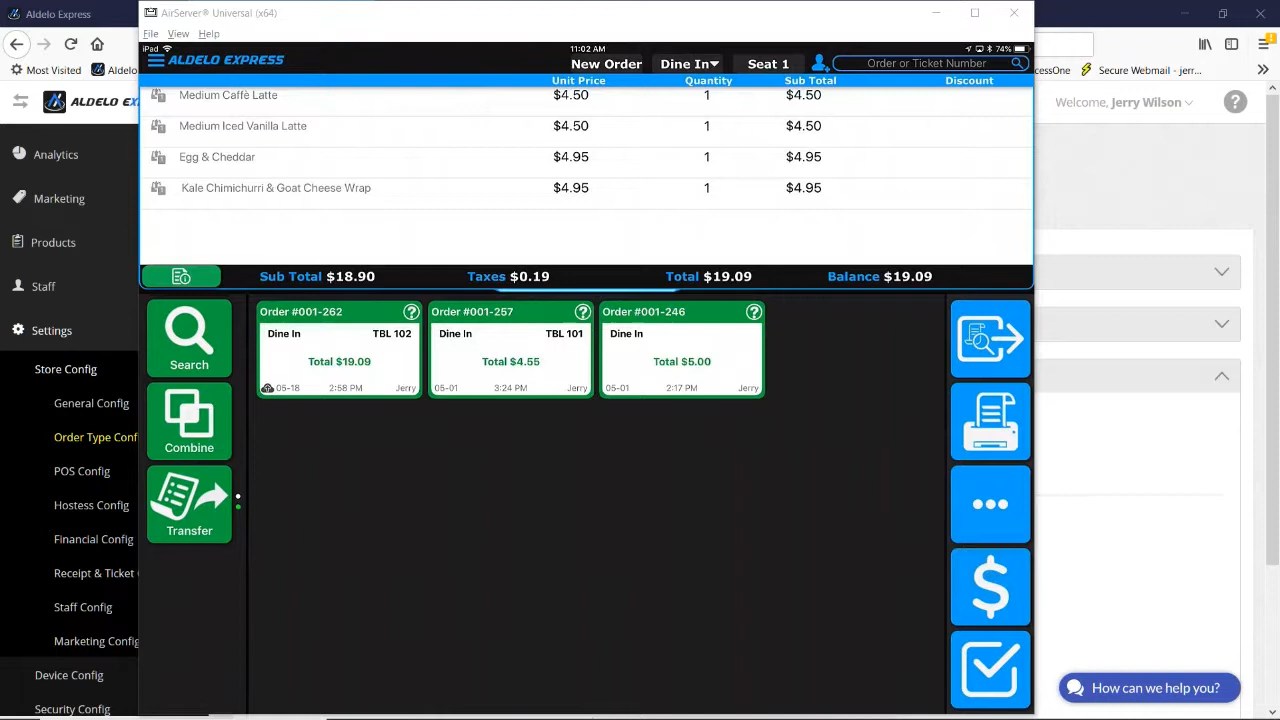 Aldelo Express
AirServer® Universal (x64)
File View Help
Most Visited
Aldelo
cessOne
Secure Webmail - jerr...
ALDELO
Welcome, Jerry Wilson
?
Analytics
Marketing
Products
Staff
Settings
Store Config
General Config
Order Type Conf
POS Config
Hostess Config
Financial Config
Receipt & Ticket
Staff Config
Marketing Config
Device Config
Security Config
iPad
11:02 AM
74%
ALDELO EXPRESS
New Order
Dine In▾
Seat 1
Order or Ticket Number
Unit Price Quantity Sub Total Discount
Medium Caffè Latte $4.50 1 $4.50
Medium Iced Vanilla Latte $4.50 1 $4.50
Egg & Cheddar $4.95 1 $4.95
Kale Chimichurri & Goat Cheese Wrap $4.95 1 $4.95
Sub Total $18.90 Taxes $0.19 Total $19.09 Balance $19.09
Search
Combine
Transfer
Order #001-262 ?
Dine In TBL 102
Total $19.09
05-18 2:58 PM Jerry
Order #001-257 ?
Dine In TBL 101
Total $4.55
05-01 3:24 PM Jerry
Order #001-246 ?
Dine In
Total $5.00
05-01 2:17 PM Jerry
$
How can we help you?